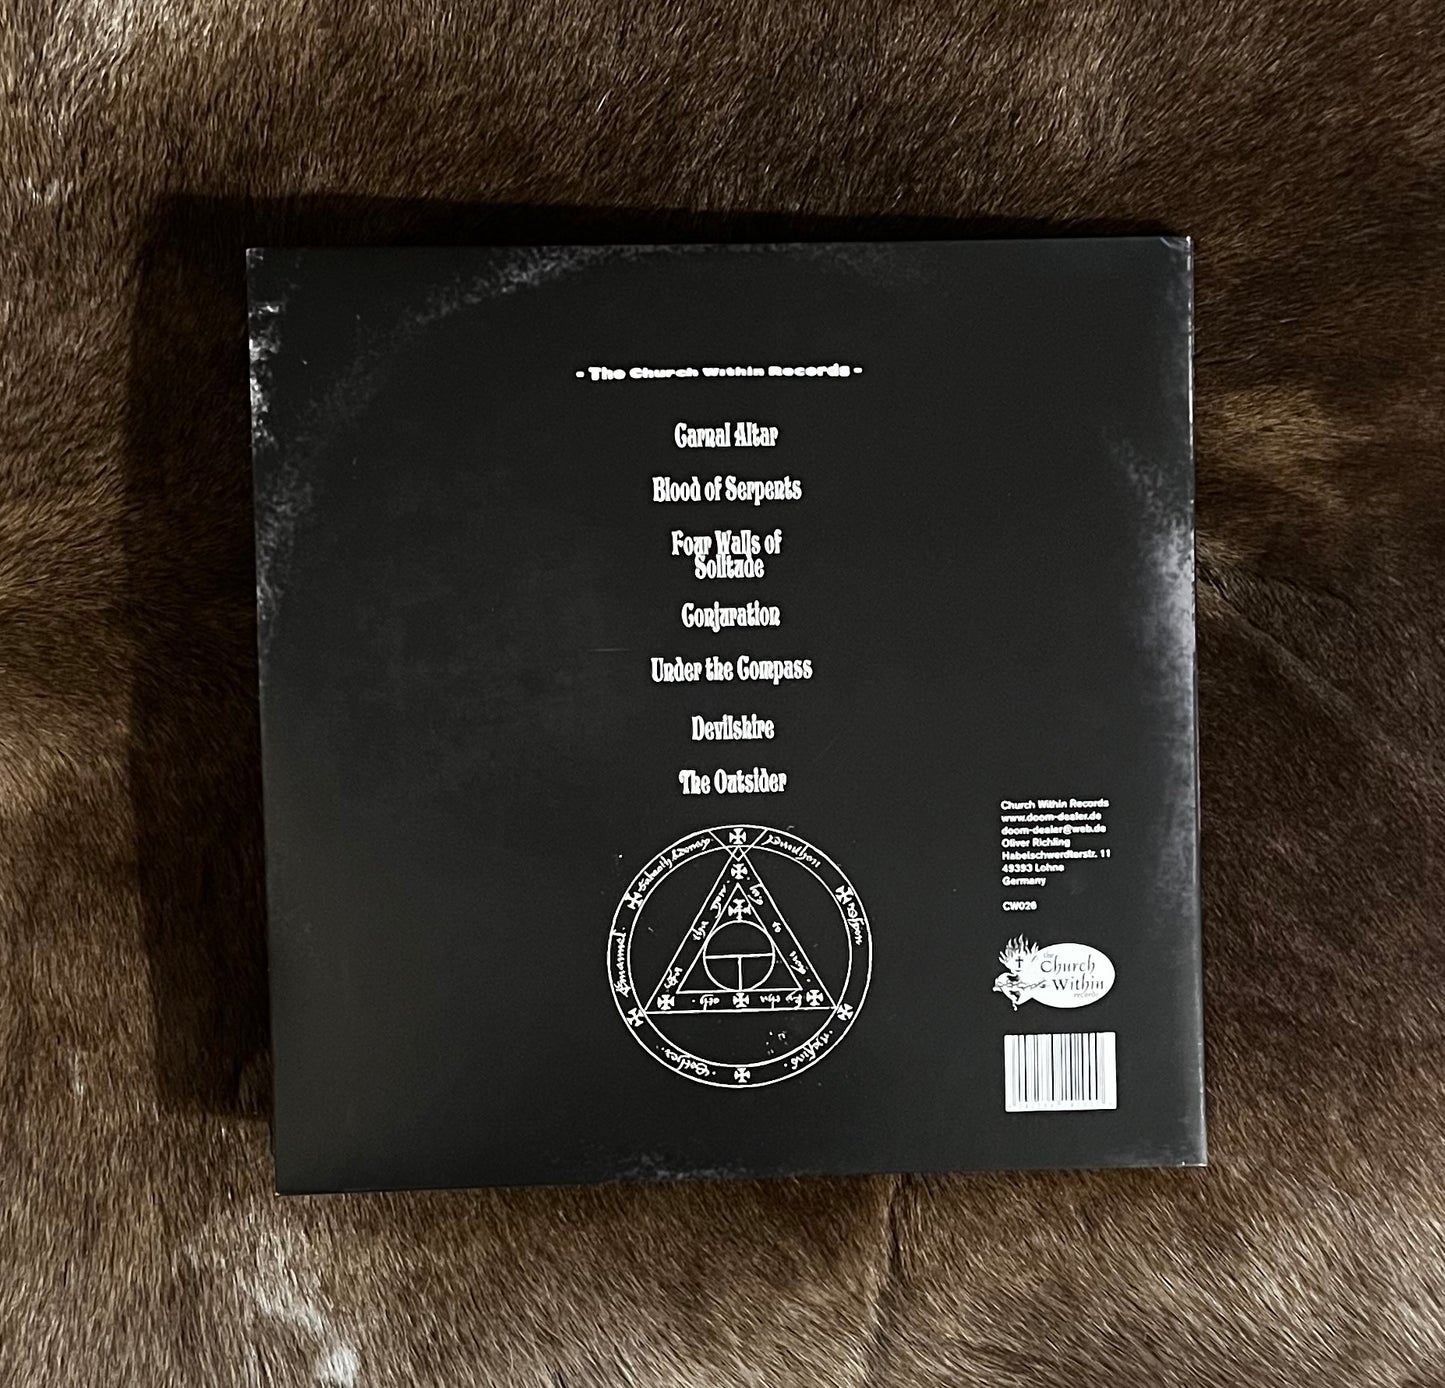 - The Church Within Records -
Carnal Altar
Blood of Serpents
Four Walls of
Solitude
Conjuration
Under the Compass
Devilshire
The Outsider
Church Within Records
www.doom-dealer.de
doom-dealer@web.de
Oliver Richling
Habelschwerdterstr. 11
49393 Lohne
Germany
CW026
the
Church
Within
records